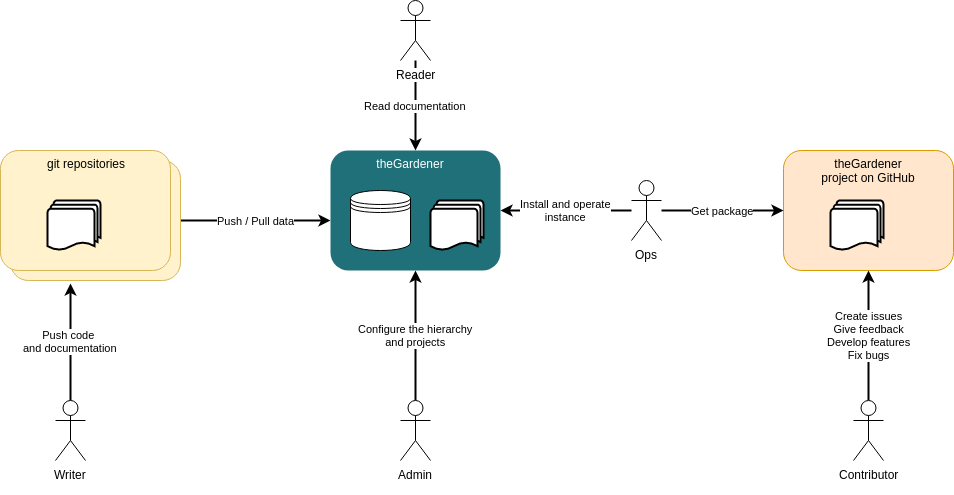 Reader
Read documentation
git repositories
theGardener
theGardener
project on GitHub
Push / Pull data
Install and operate
instance
Get package
Ops
Push code
and documentation
Configure the hierarchy
and projects
Create issues
Give feedback
Develop features
Fix bugs
Writer
Admin
Contributor